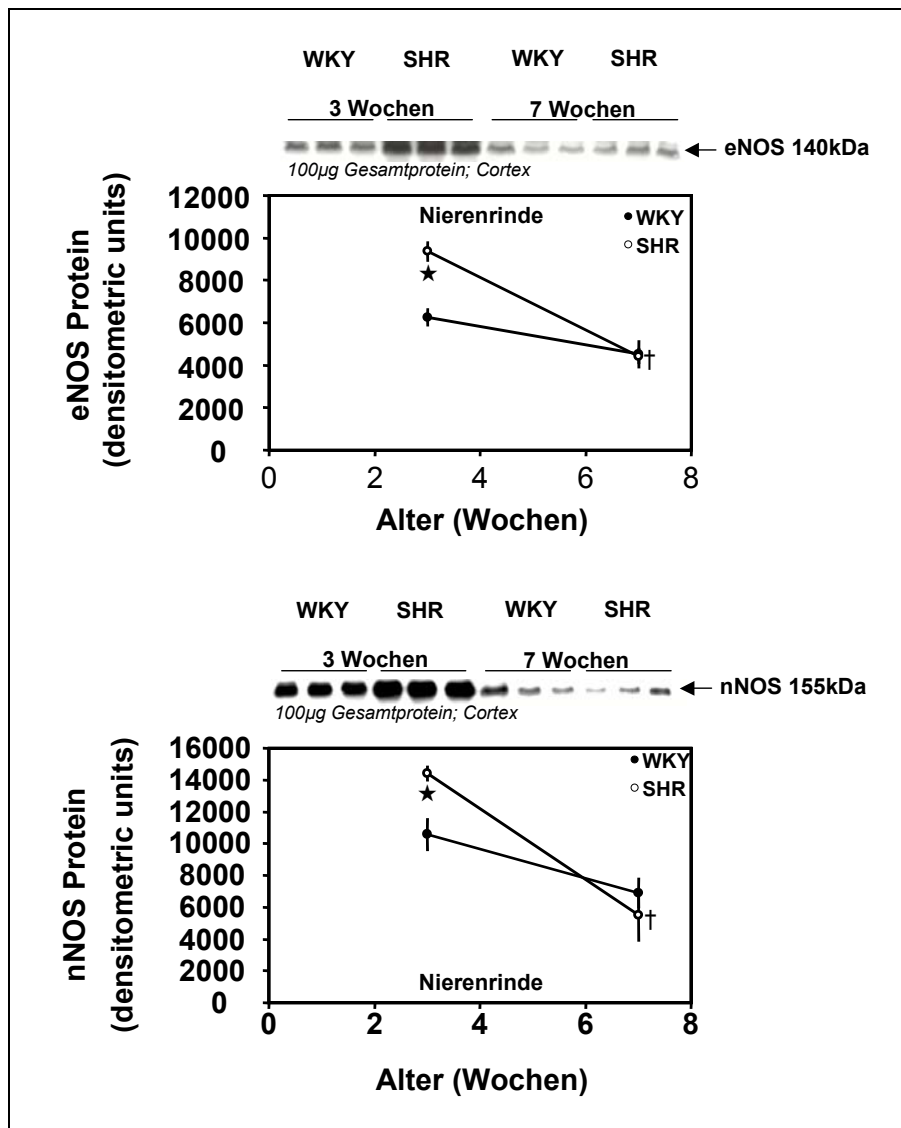 WKY SHR WKY SHR
3 Wochen 7 Wochen
eNOS 140kDa
100µg Gesamtprotein; Cortex
eNOS Protein
(densitometric units)
12000
10000
8000
6000
4000
2000
0
Nierenrinde
WKY
SHR
★
†
0 2 4 6 8
Alter (Wochen)
WKY SHR WKY SHR
3 Wochen 7 Wochen
nNOS 155kDa
100µg Gesamtprotein; Cortex
nNOS Protein
(densitometric units)
16000
14000
12000
10000
8000
6000
4000
2000
0
WKY
SHR
★
†
Nierenrinde
0 2 4 6 8
Alter (Wochen)